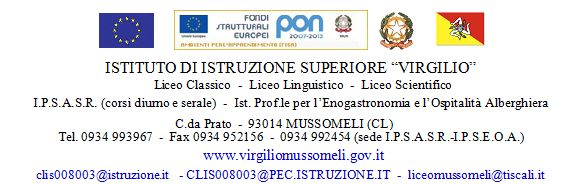 FONDI
STRUTTURALI
EUROPEI
pon
2007-2013
AMBIENTI PER L'APPRENDIMENTO (FESR)
ISTITUTO DI ISTRUZIONE SUPERIORE “VIRGILIO”
Liceo Classico - Liceo Linguistico - Liceo Scientifico
I.P.S.A.S.R. (corsi diurno e serale) - Ist. Prof.le per l’Enogastronomia e l’Ospitalità Alberghiera
C.da Prato - 93014 MUSSOMELI (CL)
Tel. 0934 993967 - Fax 0934 952156 - 0934 992454 (sede I.P.S.A.S.R.-I.P.S.E.O.A.)
www.virgiliomussomeli.gov.it
clis008003@istruzione.it - CLIS008003@PEC.ISTRUZIONE.IT - liceomussomeli@tiscali.it